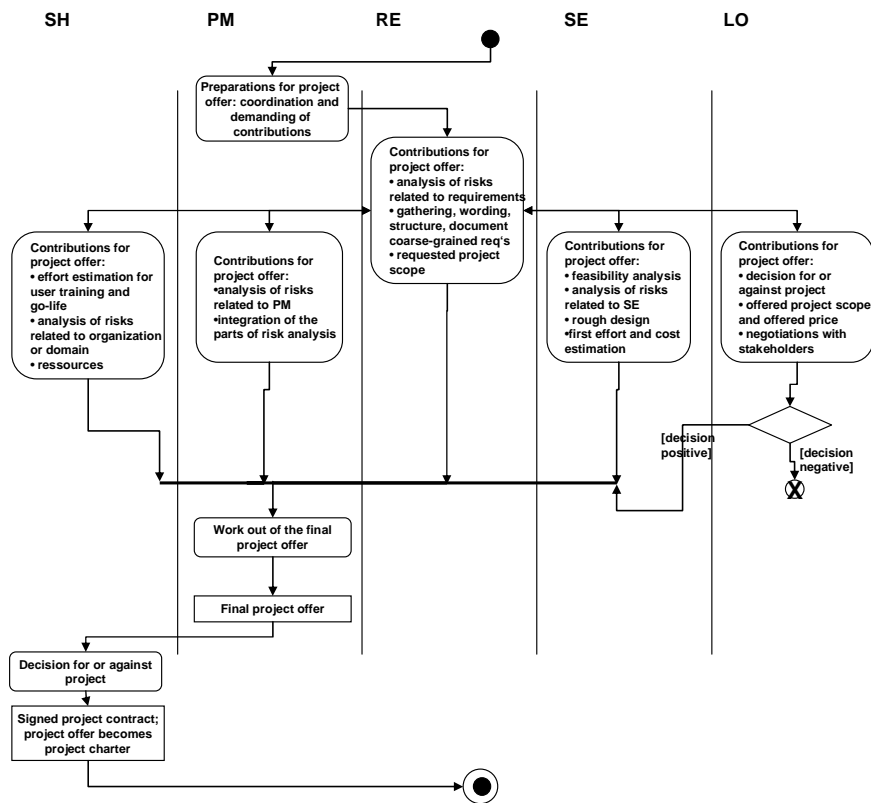 SH PM RE SE LO
Preparations for project
offer: coordination and
demanding of
contributions
Contributions for
project offer:
• analysis of risks
related to requirements
• gathering, wording,
structure, document
coarse-grained req's
• requested project
scope
Contributions for
project offer:
• effort estimation for
user training and
go-life
• analysis of risks
related to organization
or domain
• ressources
Contributions for
project offer:
•analysis of risks
related to PM
•integration of the
parts of risk analysis
Contributions for
project offer:
• feasibility analysis
• analysis of risks
related to SE
• rough design
•first effort and cost
estimation
Contributions for
project offer:
• decision for or
against project
• offered project scope
and offered price
• negotiations with
stakeholders
[decision
positive]
[decision
negative]
X
Work out of the final
project offer
Final project offer
Decision for or against
project
Signed project contract;
project offer becomes
project charter